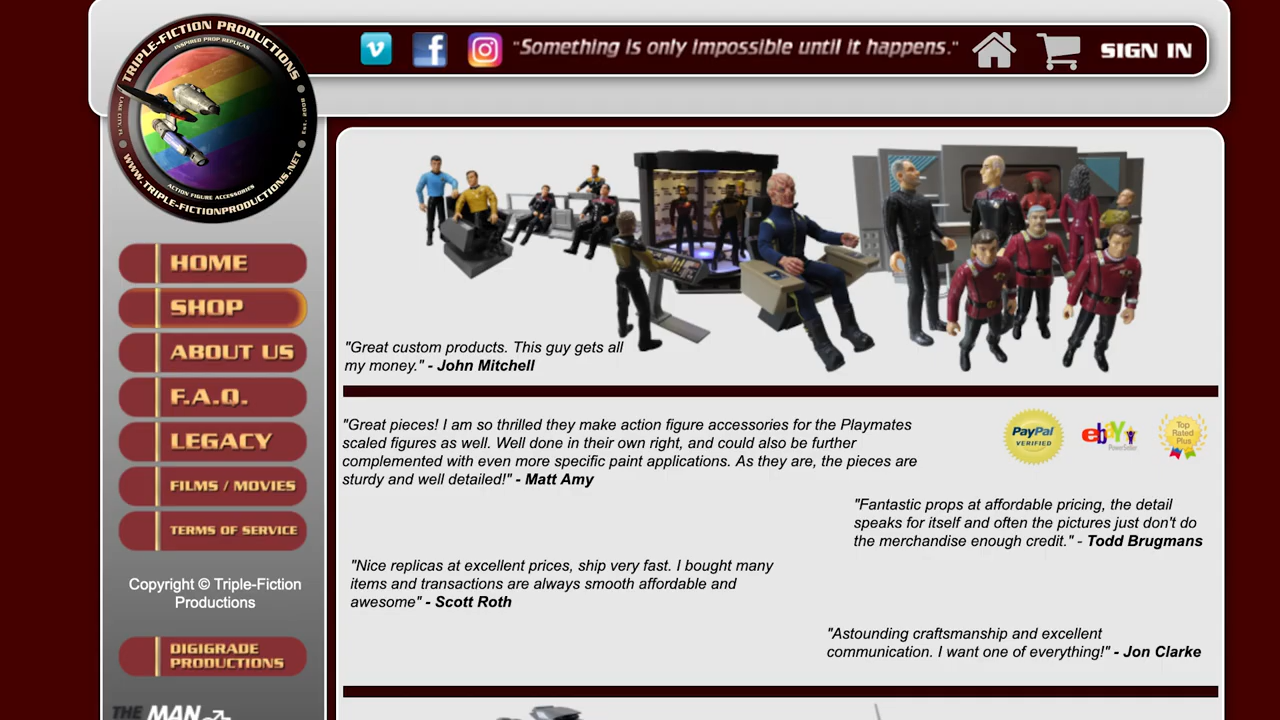 TRIPLE-FICTION PRODUCTIONS
INSPIRED PROP REPLICAS
LAKE CITY, FL
Est. 2008
ACTION FIGURE ACCESSORIES
WWW.TRIPLE-FICTIONPRODUCTIONS.NET
"Something is only impossible until it happens."
SIGN IN
HOME
SHOP
ABOUT US
F.A.Q.
LEGACY
FILMS / MOVIES
TERMS OF SERVICE
Copyright © Triple-Fiction
Productions
DIGIGRADE
PRODUCTIONS
THE MAN
"Great custom products. This guy gets all
my money." - John Mitchell
"Great pieces! I am so thrilled they make action figure accessories for the Playmates
scaled figures as well. Well done in their own right, and could also be further
complemented with even more specific paint applications. As they are, the pieces are
sturdy and well detailed!" - Matt Amy
PayPal
VERIFIED
ebY
PowerSeller
Top
Rated
Plus
"Fantastic props at affordable pricing, the detail
speaks for itself and often the pictures just don't do
the merchandise enough credit." - Todd Brugmans
"Nice replicas at excellent prices, ship very fast. I bought many
items and transactions are always smooth affordable and
awesome" - Scott Roth
"Astounding craftsmanship and excellent
communication. I want one of everything!" - Jon Clarke